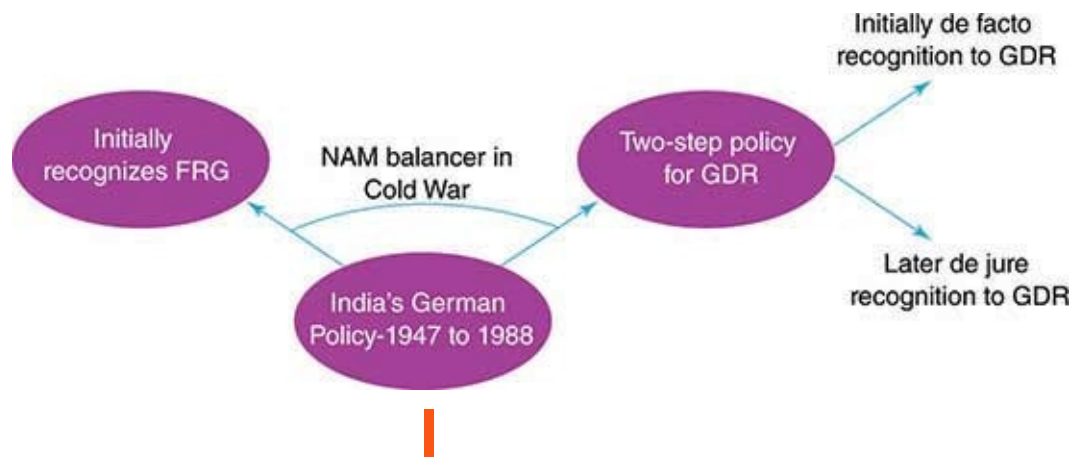 Initially de facto
recognition to GDR
Initially
recognizes FRG
NAM balancer in
Cold War
Two-step policy
for GDR
India's German
Policy-1947 to 1988
Later de jure
recognition to GDR